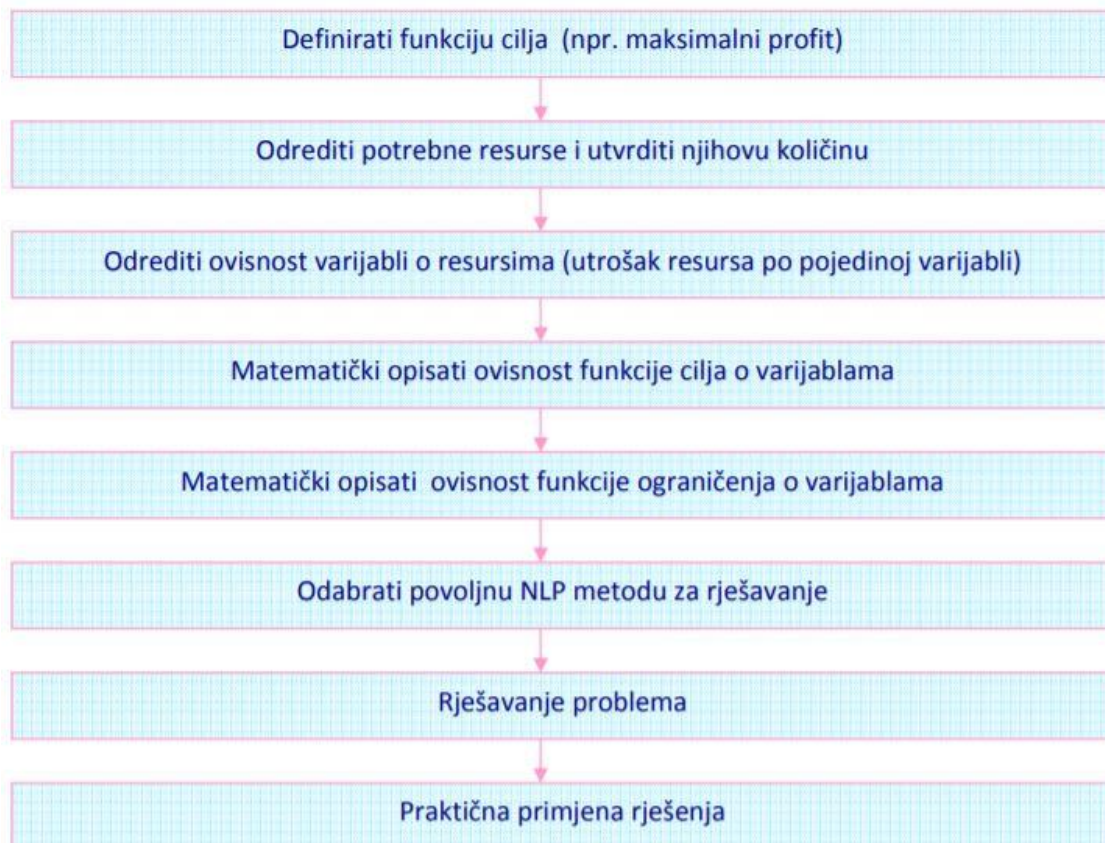 Definirati funkciju cilja (npr. maksimalni profit)
Odrediti potrebne resurse i utvrditi njihovu količinu
Odrediti ovisnost varijabli o resursima (utrošak resursa po pojedinoj varijabli)
Matematički opisati ovisnost funkcije cilja o varijablama
Matematički opisati ovisnost funkcije ograničenja o varijablama
Odabrati povoljnu NLP metodu za rješavanje
Rješavanje problema
Praktična primjena rješenja